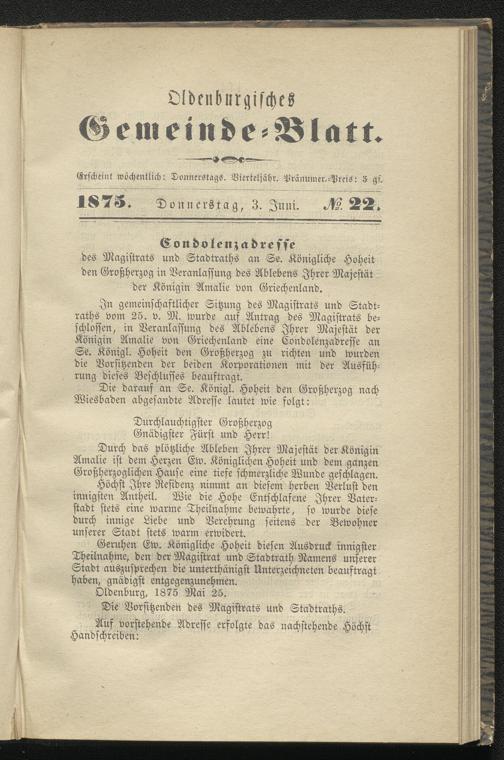 Oldenburgisches
Gemeinde-Blatt.
Erscheint wöchentlich: Donnerstags. Vierteljähr. Pränumer.-Preis: 5 gs.
1875. Donnerstag, 3. Juni. № 22.
Condolenzadresse
des Magistrats und Stadtraths an Se. Königliche Hoheit
den Großherzog in Veranlassung des Ablebens Ihrer Majestät
der Königin Amalie von Griechenland.
In gemeinschaftlicher Sitzung des Magistrats und Stadt-
raths vom 25. v. M. wurde auf Antrag des Magistrats be-
schlossen, in Veranlassung des Ablebens Ihrer Majestät der
Königin Amalie von Griechenland eine Condolenzadresse an
Se. Königl. Hoheit den Großherzog zu richten und wurden
die Vorsitzenden der beiden Korporationen mit der Ausfüh-
rung dieses Beschlusses beauftragt.
Die darauf an Se. Königl. Hoheit den Großherzog nach
Wiesbaden abgesandte Adresse lautet wie folgt:
Durchlauchtigster Großherzog
Gnädigster Fürst und Herr!
Durch das plötzliche Ableben Ihrer Majestät der Königin
Amalie ist dem Herzen Ew. Königlichen Hoheit und dem ganzen
Großherzoglichen Hause eine tiefe schmerzliche Wunde geschlagen.
Höchst Ihre Residenz nimmt an diesem herben Verlust den
innigsten Antheil. Wie die Hohe Entschlafene Ihrer Vater-
stadt stets eine warme Theilnahme bewahrte, so wurde diese
durch innige Liebe und Verehrung seitens der Bewohner
unserer Stadt stets warm erwidert.
Geruhen Ew. Königliche Hoheit diesen Ausdruck innigster
Theilnahme, den der Magistrat und Stadtrath Namens unserer
Stadt auszusprechen die unterthänigst Unterzeichneten beauftragt
haben, gnädigst entgegenzunehmen.
Oldenburg, 1875 Mai 25.
Die Vorsitzenden des Magistrats und Stadtraths.
Auf vorstehende Adresse erfolgte das nachstehende Höchst
Handschreiben: